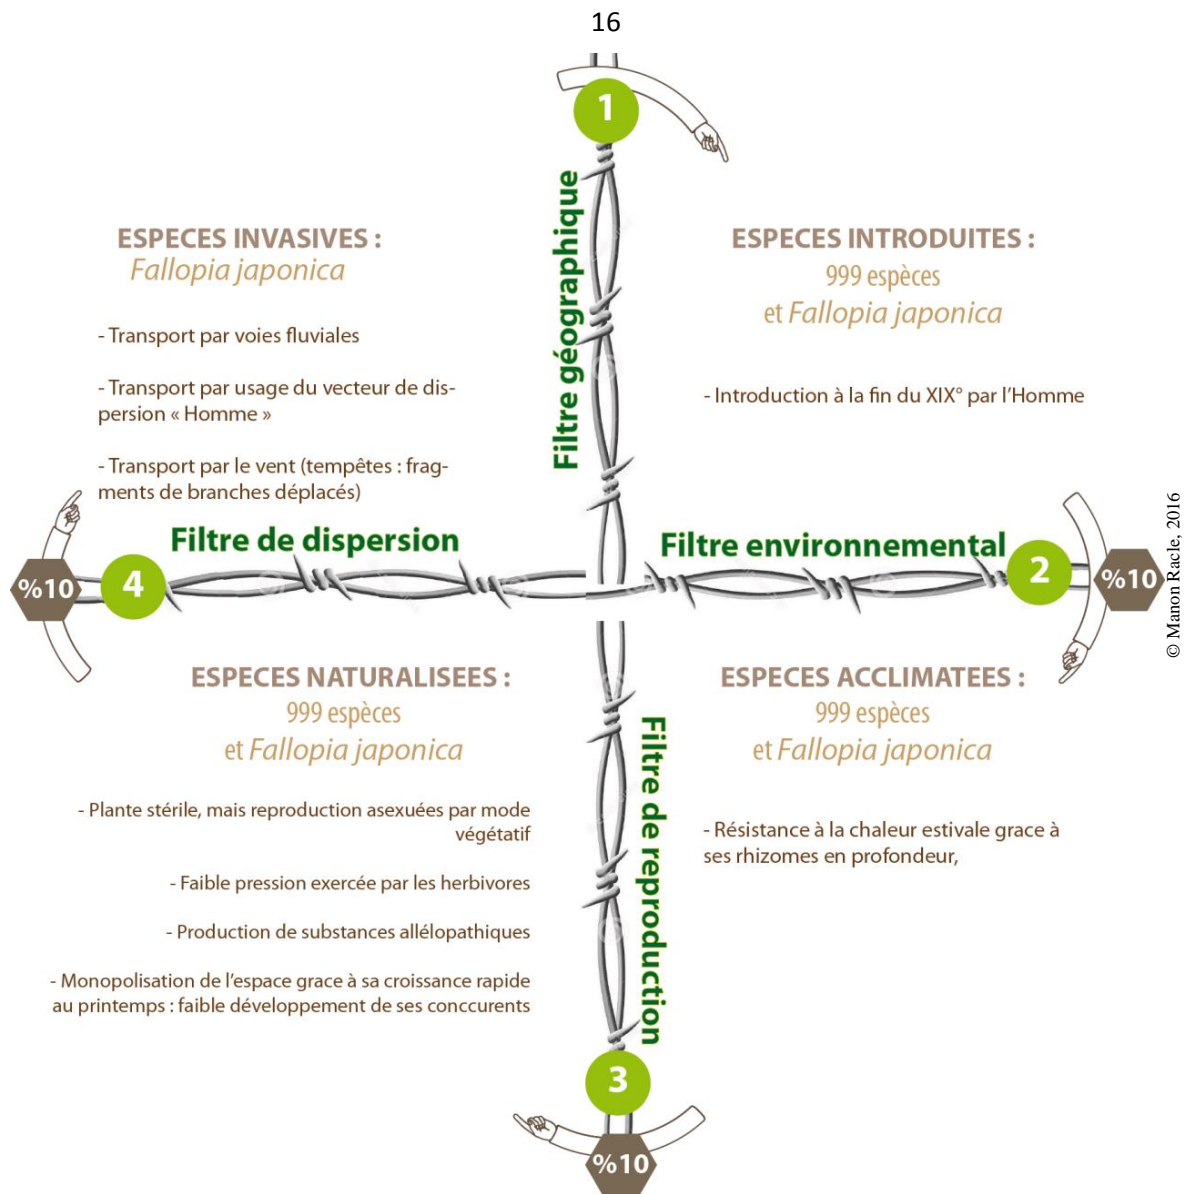 16
1
Filtre géographique
ESPECES INTRODUITES :
999 espèces
et Fallopia japonica
- Introduction à la fin du XIX° par l'Homme
Filtre environnemental
2
%10
ESPECES ACCLIMATEES :
999 espèces
et Fallopia japonica
- Résistance à la chaleur estivale grace à
ses rhizomes en profondeur,
Filtre de reproduction
3
%10
ESPECES NATURALISEES :
999 espèces
et Fallopia japonica
- Plante stérile, mais reproduction asexuées par mode
végétatif
- Faible pression exercée par les herbivores
- Production de substances allélopathiques
- Monopolisation de l'espace grace à sa croissance rapide
au printemps : faible développement de ses conccurents
Filtre de dispersion
4
%10
ESPECES INVASIVES :
Fallopia japonica
- Transport par voies fluviales
- Transport par usage du vecteur de dis-
persion « Homme »
- Transport par le vent (tempêtes : frag-
ments de branches déplacés)
© Manon Racle, 2016